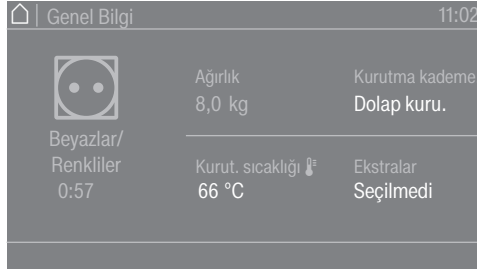 Genel Bilgi
11:02
Ağırlık
8,0 kg
Kurutma kademe
Dolap kuru.
Beyazlar/
Renkliler
0:57
Kurut. sıcaklığı
66 °C
Ekstralar
Seçilmedi